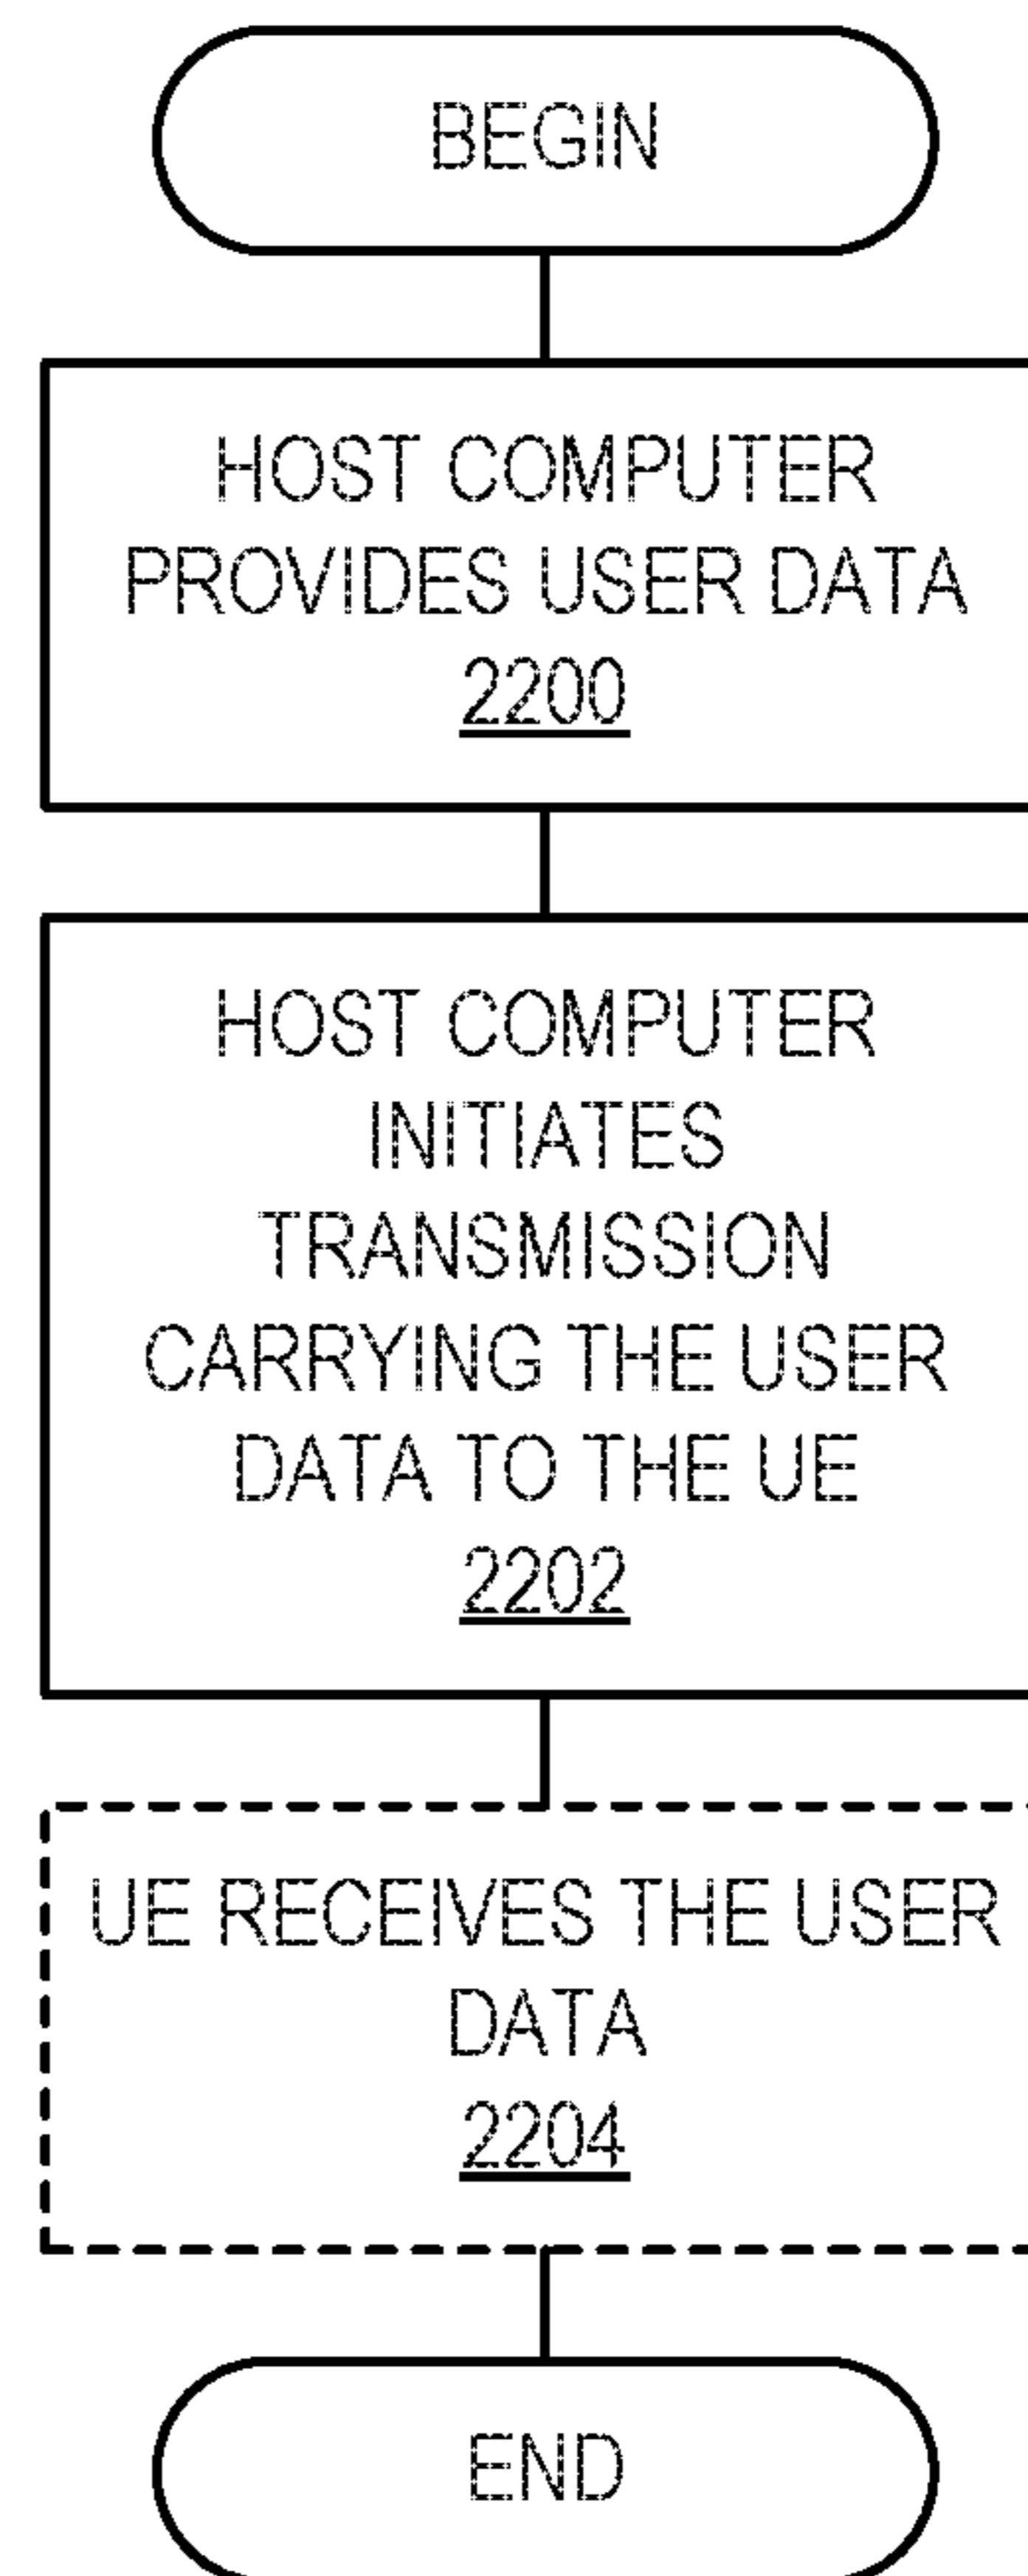 BEGIN
HOST COMPUTER
PROVIDES USER DATA
2200
HOST COMPUTER
INITIATES
TRANSMISSION
CARRYING THE USER
DATA TO THE UE
2202
UE RECEIVES THE USER
DATA
2204
END